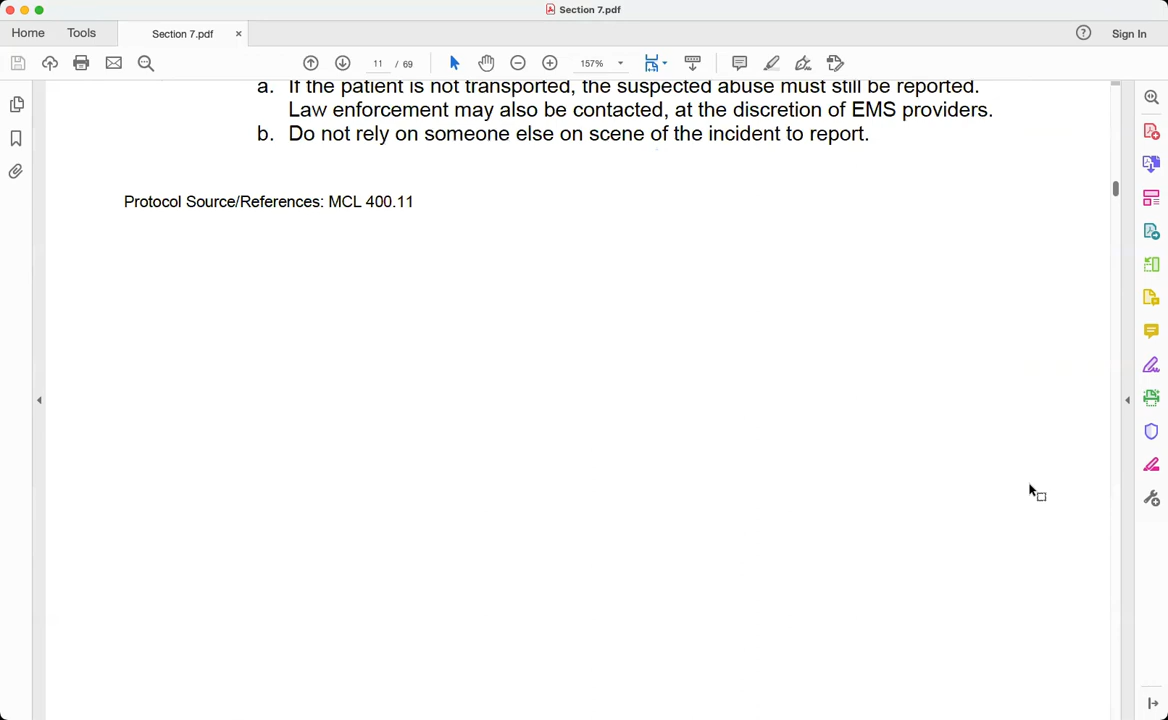 Section 7.pdf
Home Tools Section 7.pdf × ? Sign In
11 / 69 157%
a. If the patient is not transported, the suspected abuse must still be reported.
Law enforcement may also be contacted, at the discretion of EMS providers.
b. Do not rely on someone else on scene of the incident to report.
Protocol Source/References: MCL 400.11